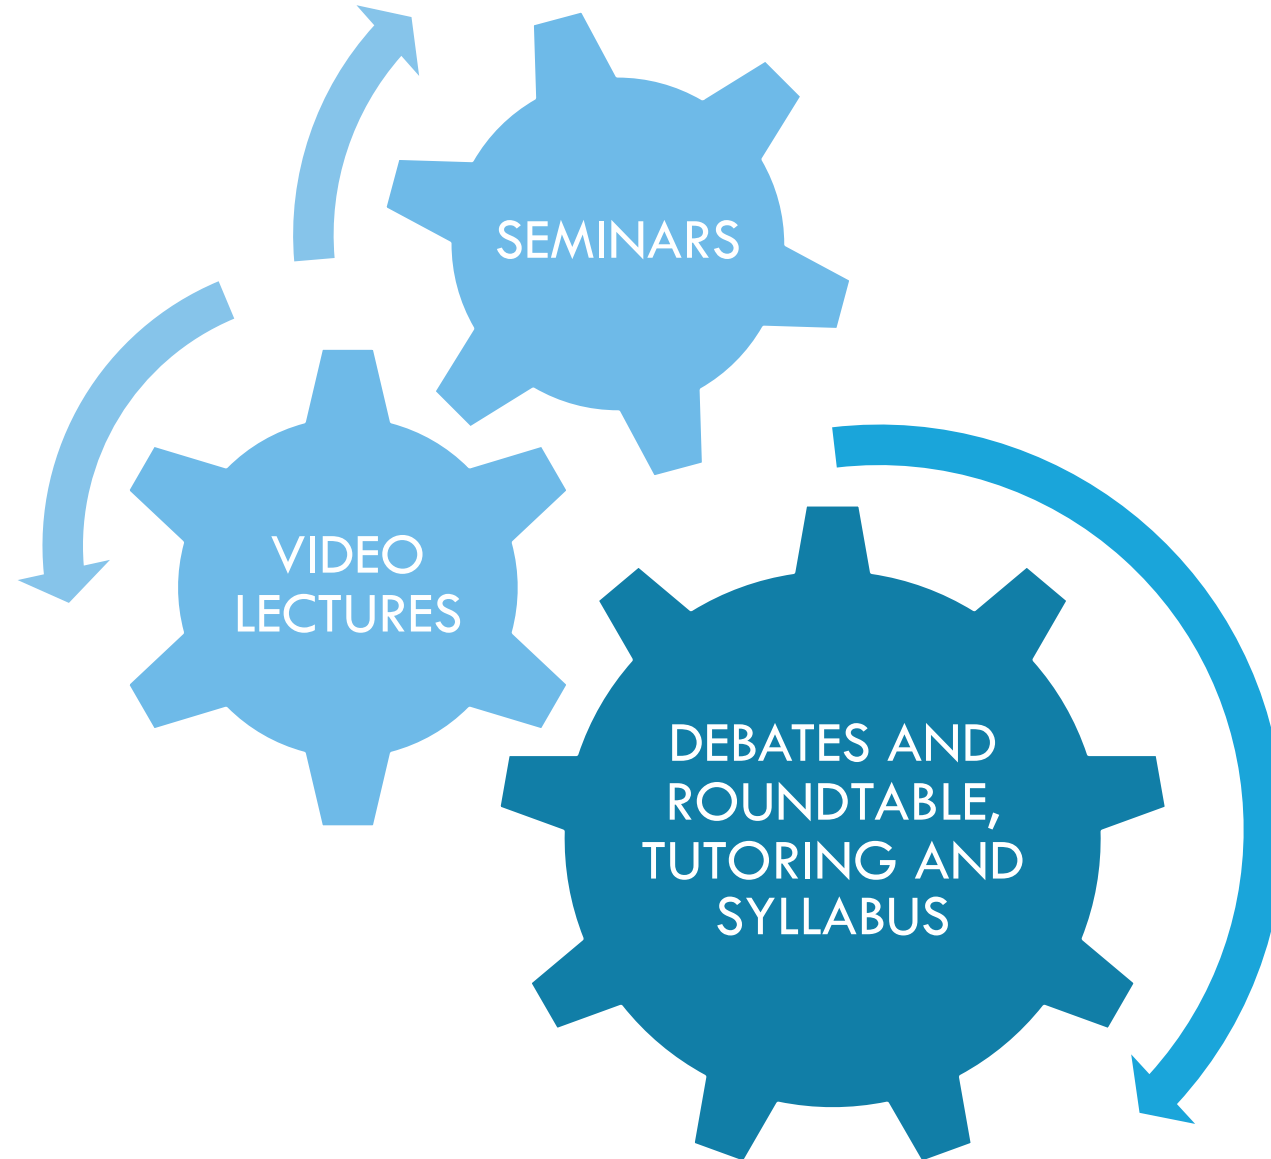 SEMINARS
VIDEO
LECTURES
DEBATES AND
ROUNDTABLE,
TUTORING AND
SYLLABUS